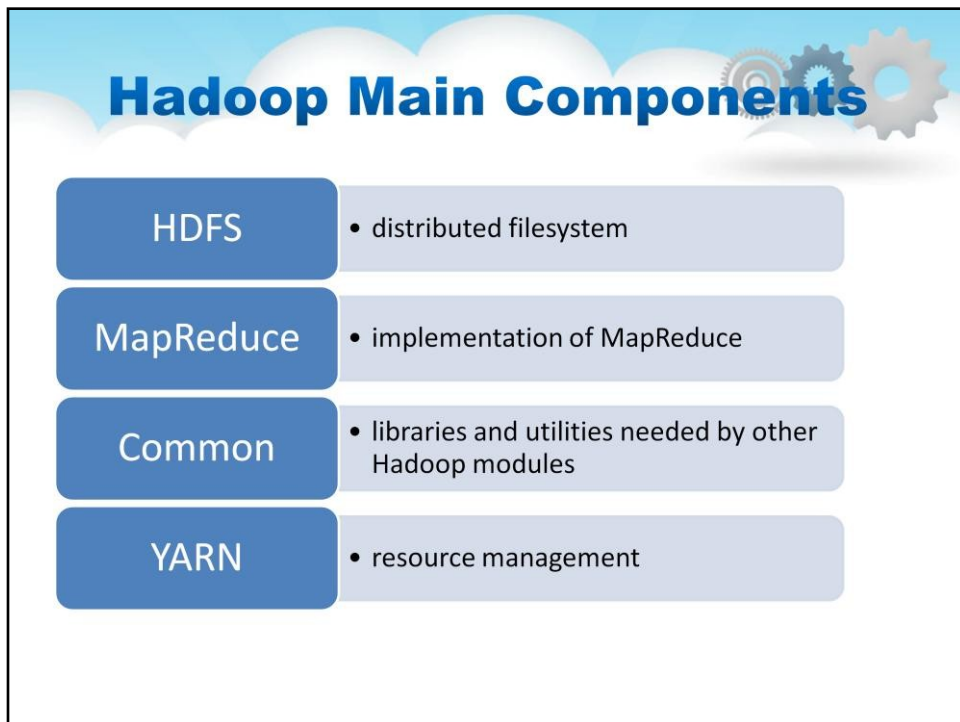 Hadoop Main Components
HDFS
• distributed filesystem
MapReduce
• implementation of MapReduce
Common
• libraries and utilities needed by other
Hadoop modules
YARN
• resource management